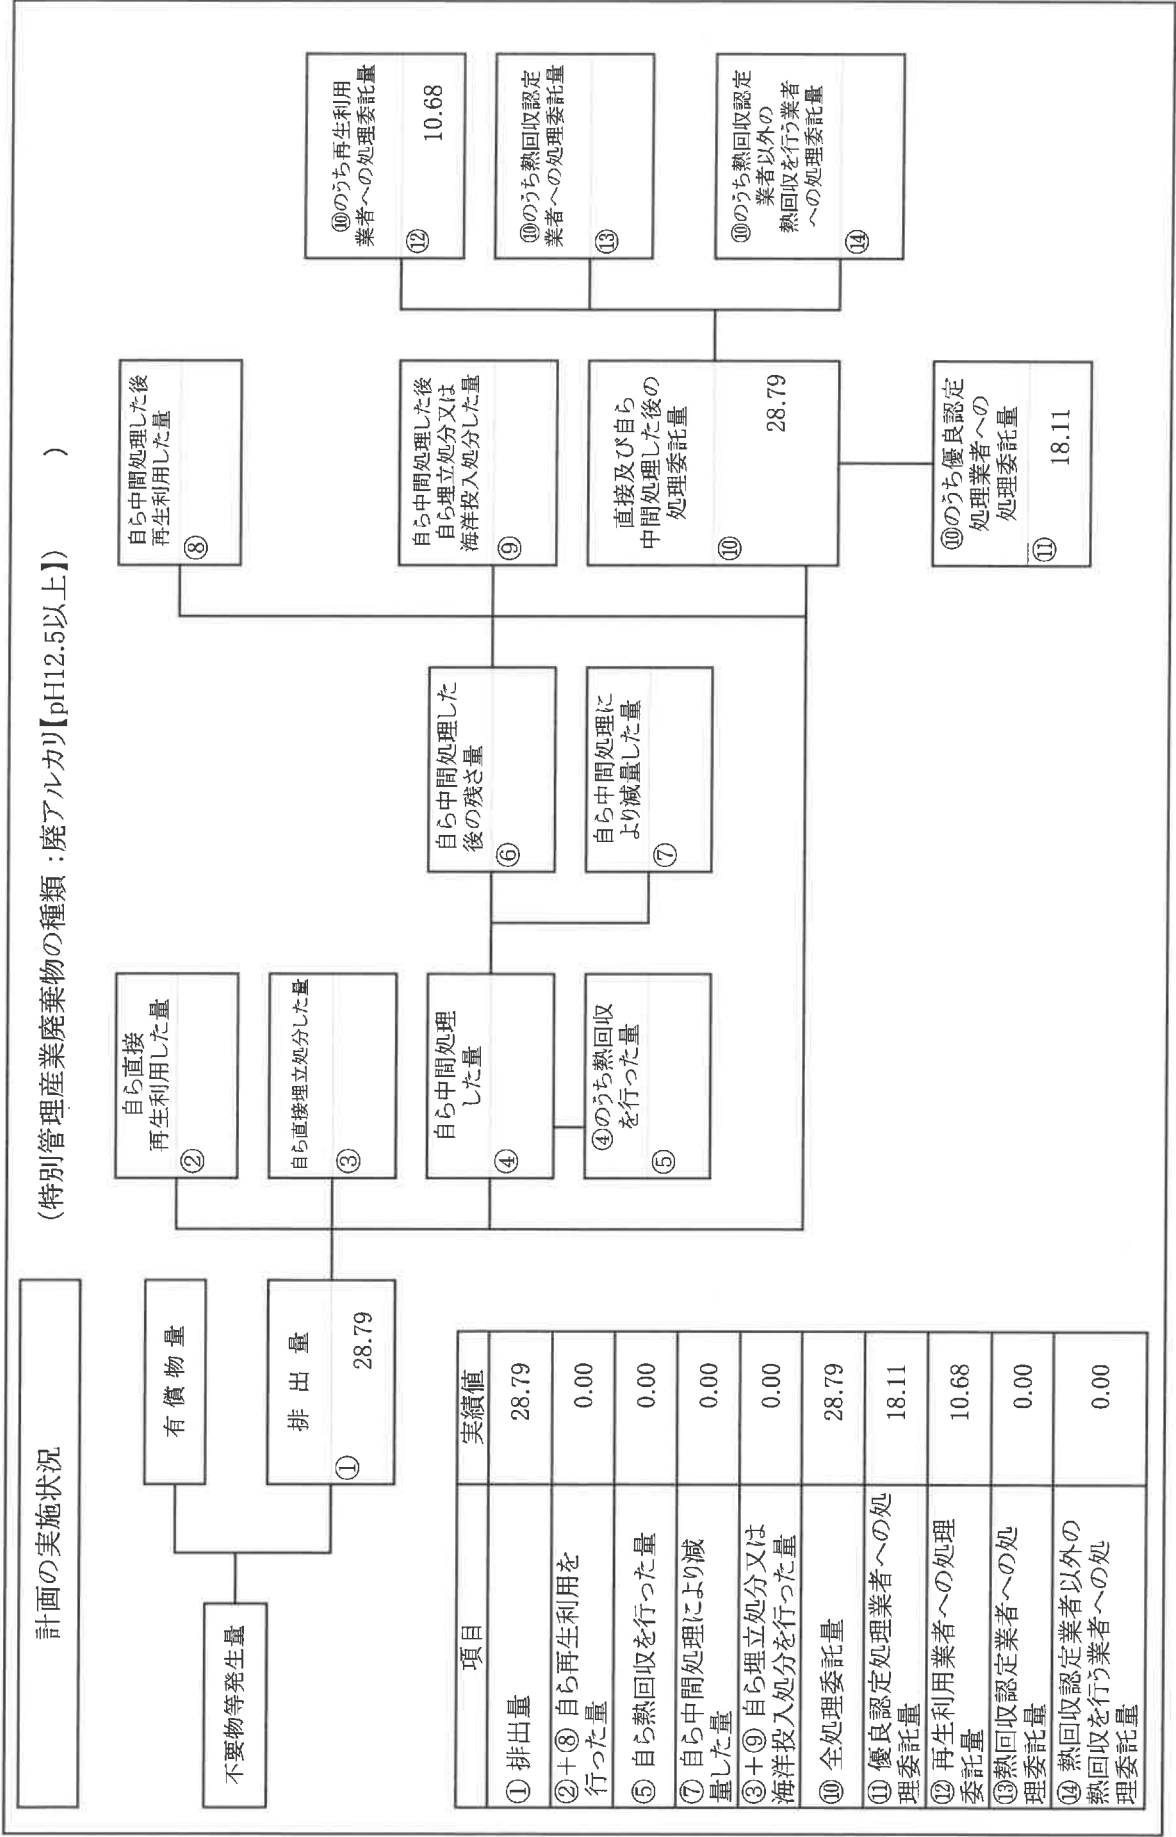 計画の実施状況
（特別管理産業廃棄物の種類：廃アルカリ【pH12.5以上】） ）
不要物等発生量
有 償 物 量
排 出 量
①
28.79
自ら直接
再生利用した量
②
自ら直接埋立処分した量
③
自ら中間処理
した量
④
④のうち熱回収
を行った量
⑤
自ら中間処理した
後の残さ量
⑥
自ら中間処理に
より減量した量
⑦
自ら中間処理した後
再生利用した量
⑧
自ら中間処理した後
自ら埋立処分又は
海洋投入処分した量
⑨
直接及び自ら
中間処理した後の
処理委託量
⑩
28.79
⑩のうち優良認定
処理業者への
処理委託量
⑪
18.11
⑩のうち再生利用
業者への処理委託量
⑫
10.68
⑩のうち熱回収認定
業者への処理委託量
⑬
⑩のうち熱回収認定
業者以外の
熱回収を行う業者
への処理委託量
⑭
項目 実績値
① 排出量 28.79
②＋⑧ 自ら再生利用を
行った量 0.00
⑤ 自ら熱回収を行った量 0.00
⑦ 自ら中間処理により減
量した量 0.00
③＋⑨ 自ら埋立処分又は
海洋投入処分を行った量 0.00
⑩ 全処理委託量 28.79
⑪ 優良認定処理業者への処
理委託量 18.11
⑫ 再生利用業者への処理
委託量 10.68
⑬熱回収認定業者への処
理委託量 0.00
⑭ 熱回収認定業者以外の
熱回収を行う業者への処
理委託量 0.00